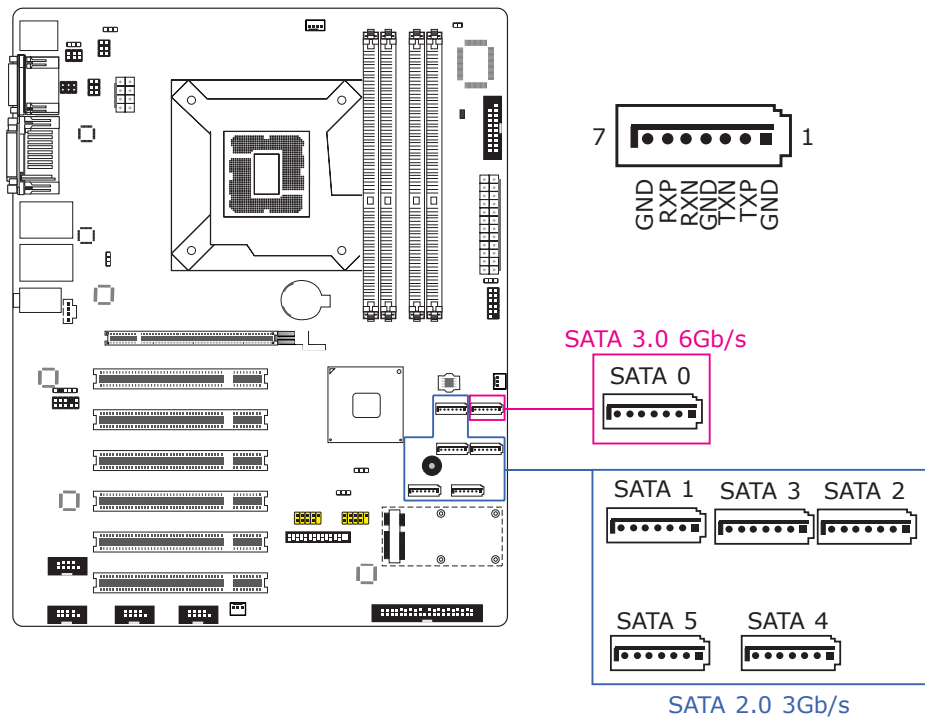 7
1
GND
RXP
RXN
GND
TXN
TXP
GND
SATA 3.0 6Gb/s
SATA 0
SATA 1
SATA 3
SATA 2
SATA 5
SATA 4
SATA 2.0 3Gb/s